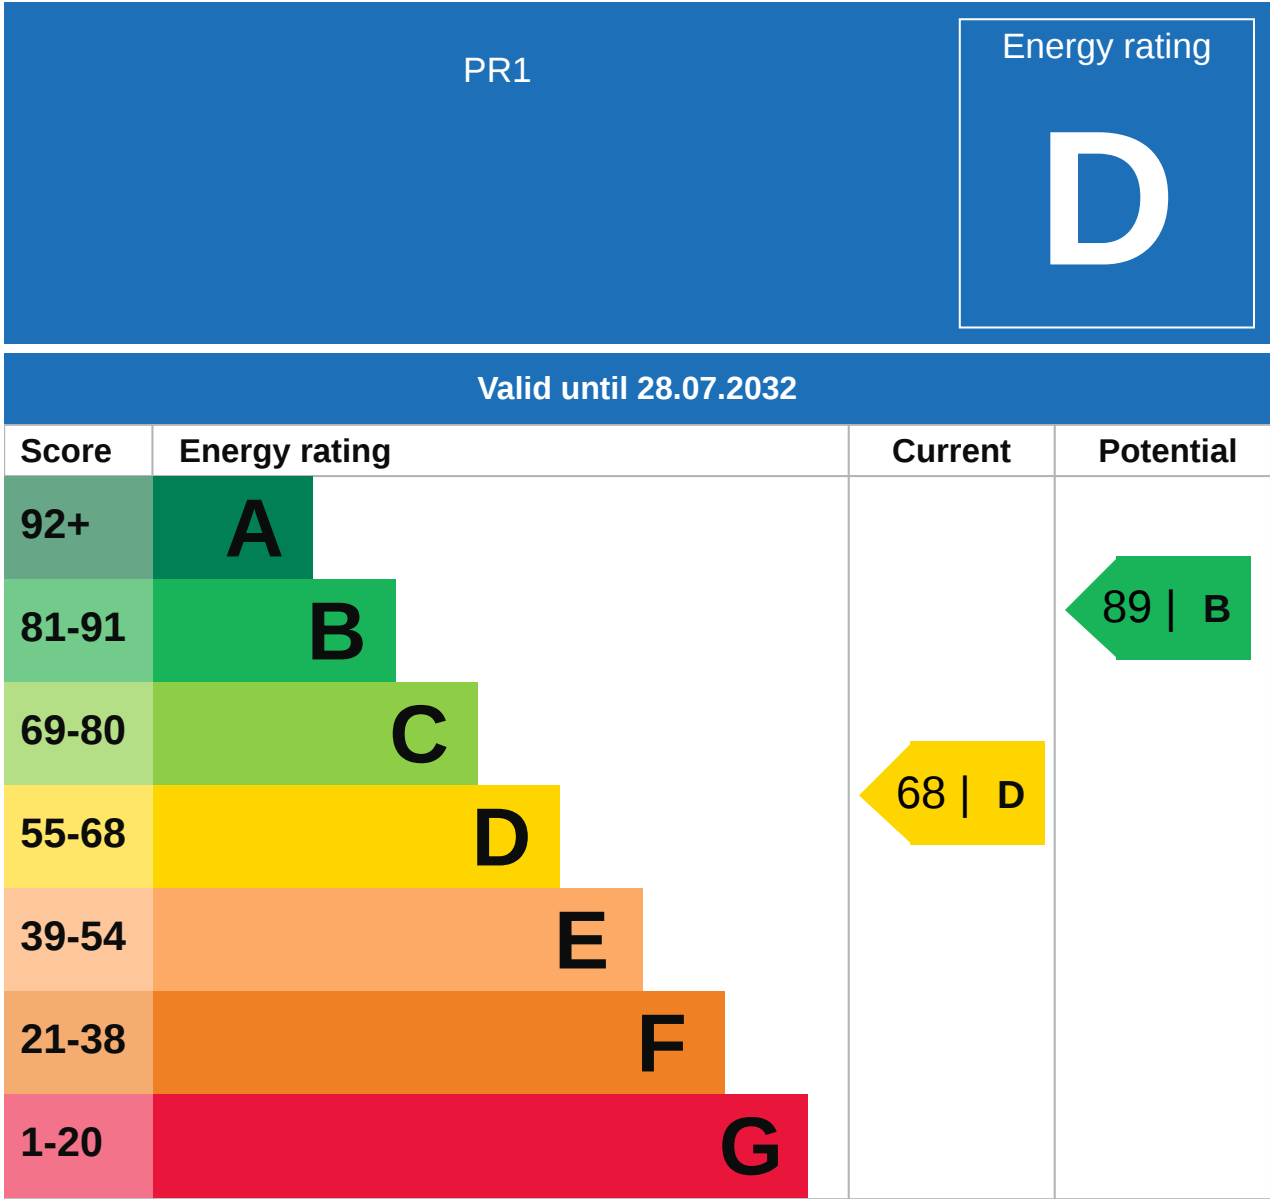 PR1
Energy rating
D
Valid until 28.07.2032
Score Energy rating Current Potential
92+ A
81-91 B 89 | B
69-80 C
55-68 D 68 | D
39-54 E
21-38 F
1-20 G